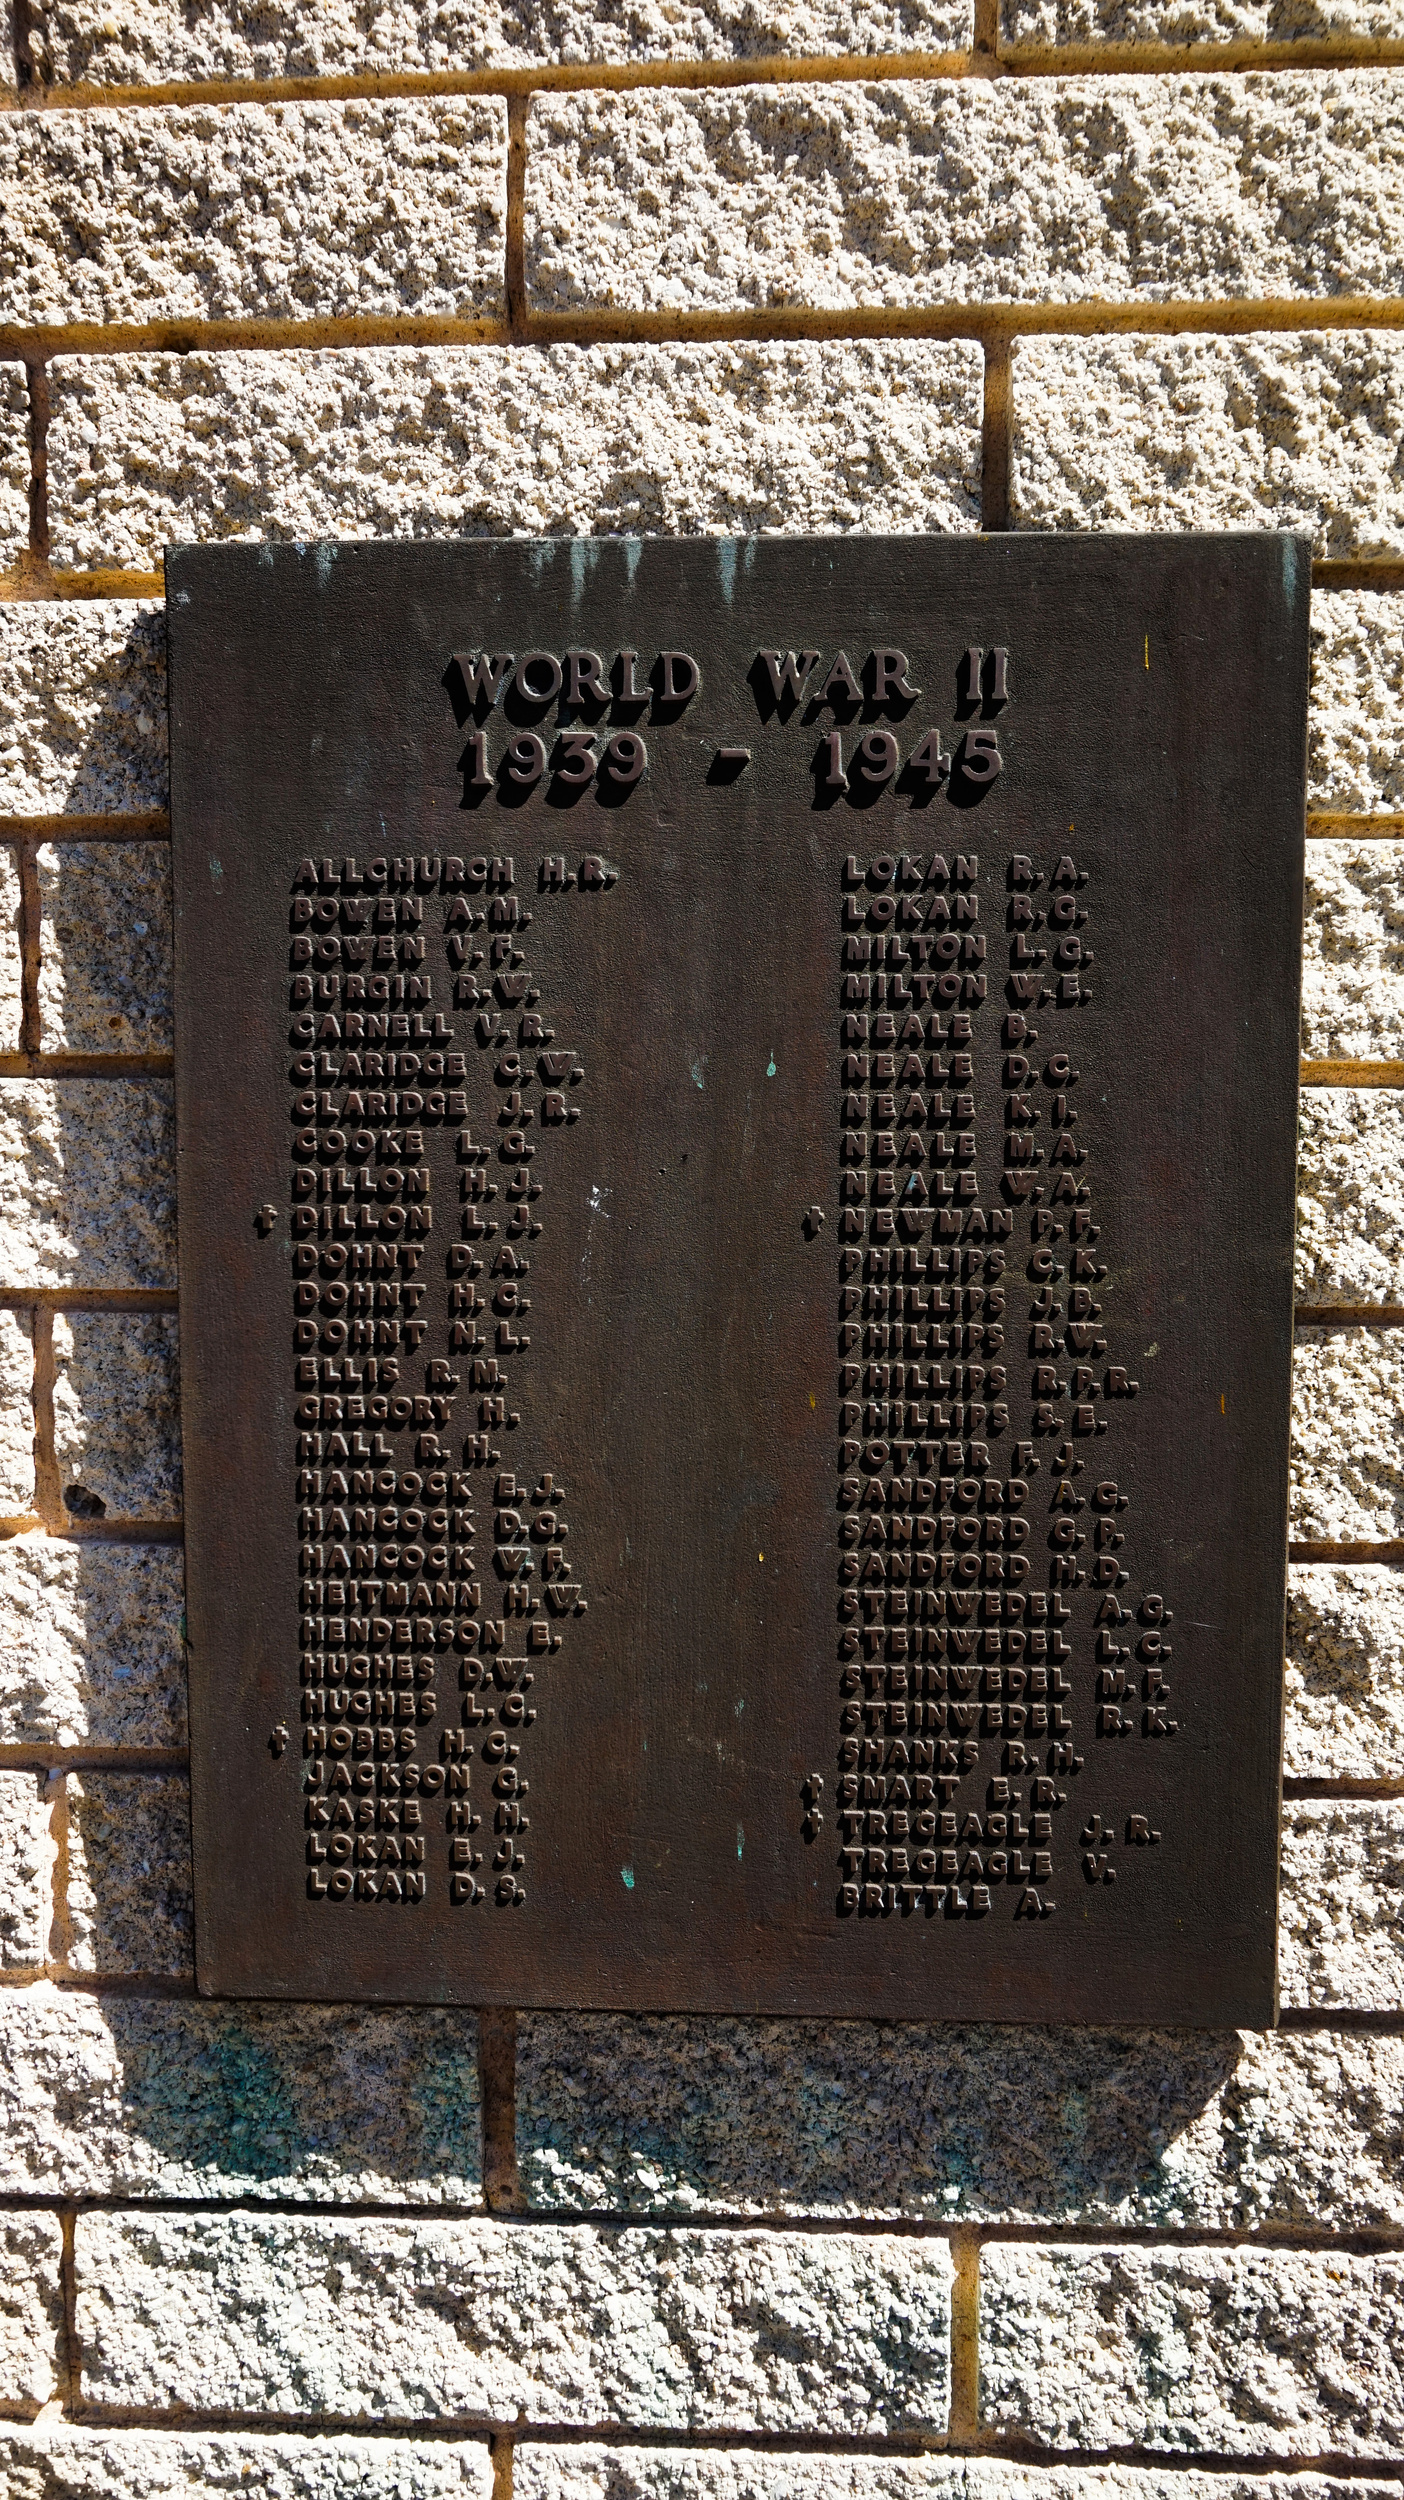 WORLD WAR II
1939 - 1945
ALLCHURCH H.R.
BOWEN A.M.
BOWEN V.F.
BURGIN R.W.
CARNELL V.R.
CLARIDGE C.W.
CLARIDGE J.R.
COOKE L.G.
DILLON H.J.
† DILLON L.J.
DOHNT D.A.
DOHNT H.C.
DOHNT N.L.
ELLIS R.M.
GREGORY H.
HALL R.H.
HANCOCK E.J.
HANCOCK D.G.
HANCOCK W.F.
HEITMANN H.W.
HENDERSON E.
HUGHES D.W.
HUGHES L.C.
† HOBBS H.C.
JACKSON G.
KASKE H.H.
LOKAN E.J.
LOKAN D.S.
LOKAN R.A.
LOKAN R.G.
MILTON L.G.
MILTON W.E.
NEALE B.
NEALE D.C.
NEALE K.I.
NEALE M.A.
NEALE W.A.
† NEWMAN P.F.
PHILLIPS C.K.
PHILLIPS J.B.
PHILLIPS R.W.
PHILLIPS R.P.R.
PHILLIPS S.E.
POTTER F.J.
SANDFORD A.G.
SANDFORD G.P.
SANDFORD H.D.
STEINWEDEL A.G.
STEINWEDEL L.C.
STEINWEDEL M.F.
STEINWEDEL R.K.
SHANKS R.H.
† SMART E.R.
† TREGEAGLE J.R.
TREGEAGLE V.
BRITTLE A.